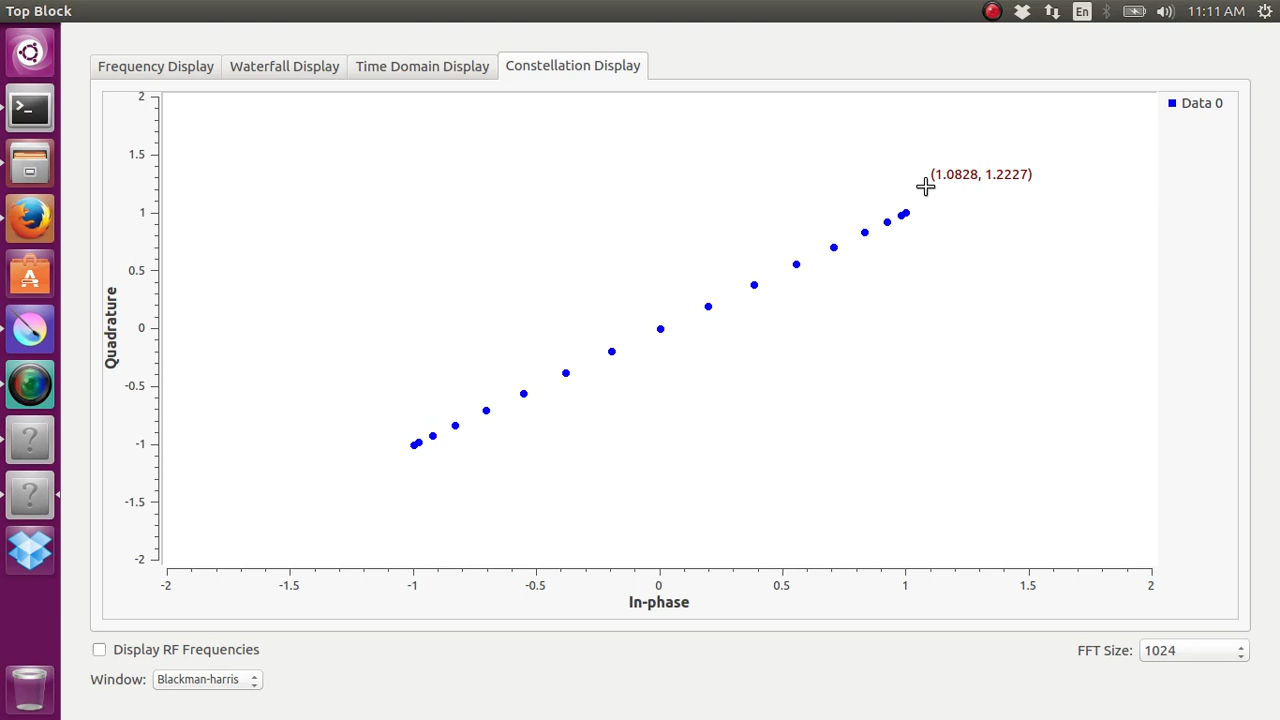 Top Block
En
11:11 AM
Frequency Display
Waterfall Display
Time Domain Display
Constellation Display
2
1.5
1
0.5
0
-0.5
-1
-1.5
-2
Quadrature
(1.0828, 1.2227)
Data 0
-2 -1.5 -1 -0.5 0 0.5 1 1.5 2
In-phase
Display RF Frequencies
FFT Size: 1024
Window: Blackman-harris